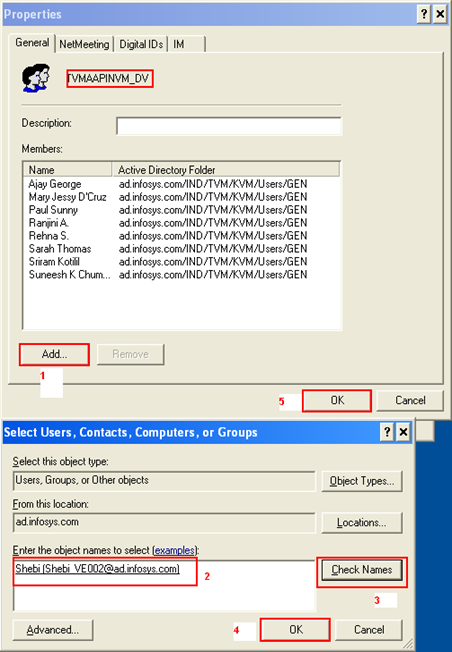 Properties
General NetMeeting Digital IDs IM
TVMAAPINVM_DV
Description:
Members:
Name Active Directory Folder
Ajay George ad.infosys.com/IND/TVM/KVM/Users/GEN
Mary Jessy D'Cruz ad.infosys.com/IND/TVM/KVM/Users/GEN
Paul Sunny ad.infosys.com/IND/TVM/KVM/Users/GEN
Ranjini A. ad.infosys.com/IND/TVM/KVM/Users/GEN
Rehna S. ad.infosys.com/IND/TVM/KVM/Users/GEN
Sarah Thomas ad.infosys.com/IND/TVM/KVM/Users/GEN
Sriram Kotilil ad.infosys.com/IND/TVM/KVM/Users/GEN
Suneesh K Chum... ad.infosys.com/IND/TVM/KVM/Users/GEN
Add... Remove
1
5 OK Cancel
Select Users, Contacts, Computers, or Groups
Select this object type:
Users, Groups, or Other objects Object Types...
From this location:
ad.infosys.com Locations...
Enter the object names to select (examples):
Shebi (Shebi_VE002@ad.infosys.com) 2 Check Names
3
Advanced... 4 OK Cancel